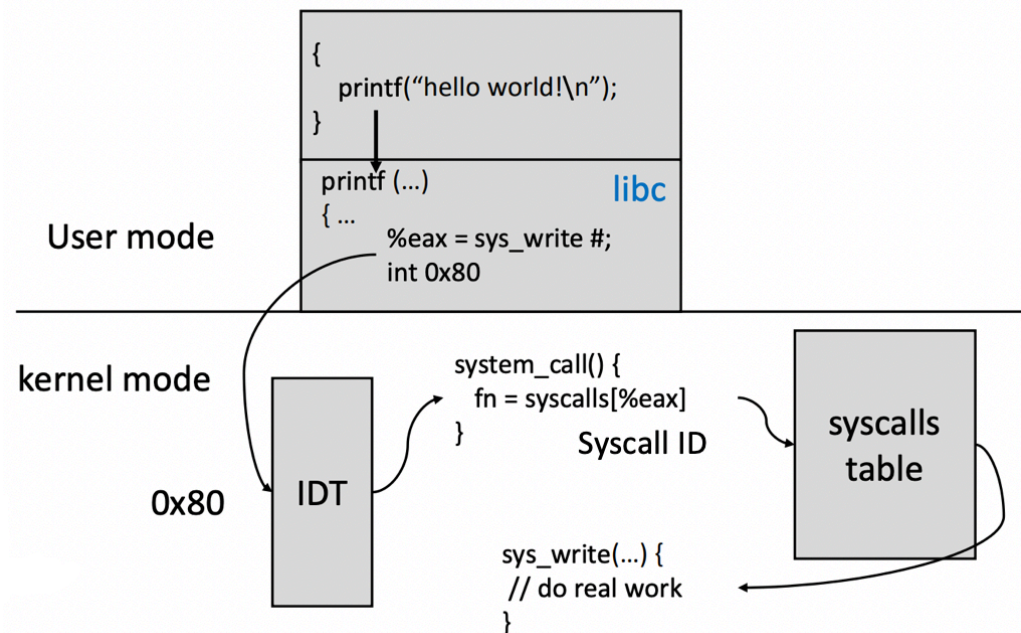 {
printf(“hello world!\n”);
}
printf (...)
libc
{ ...
User mode
%eax = sys_write #;
int 0x80
kernel mode
system_call() {
fn = syscalls[%eax]
}
Syscall ID
syscalls
table
0x80
IDT
sys_write(...) {
// do real work
}